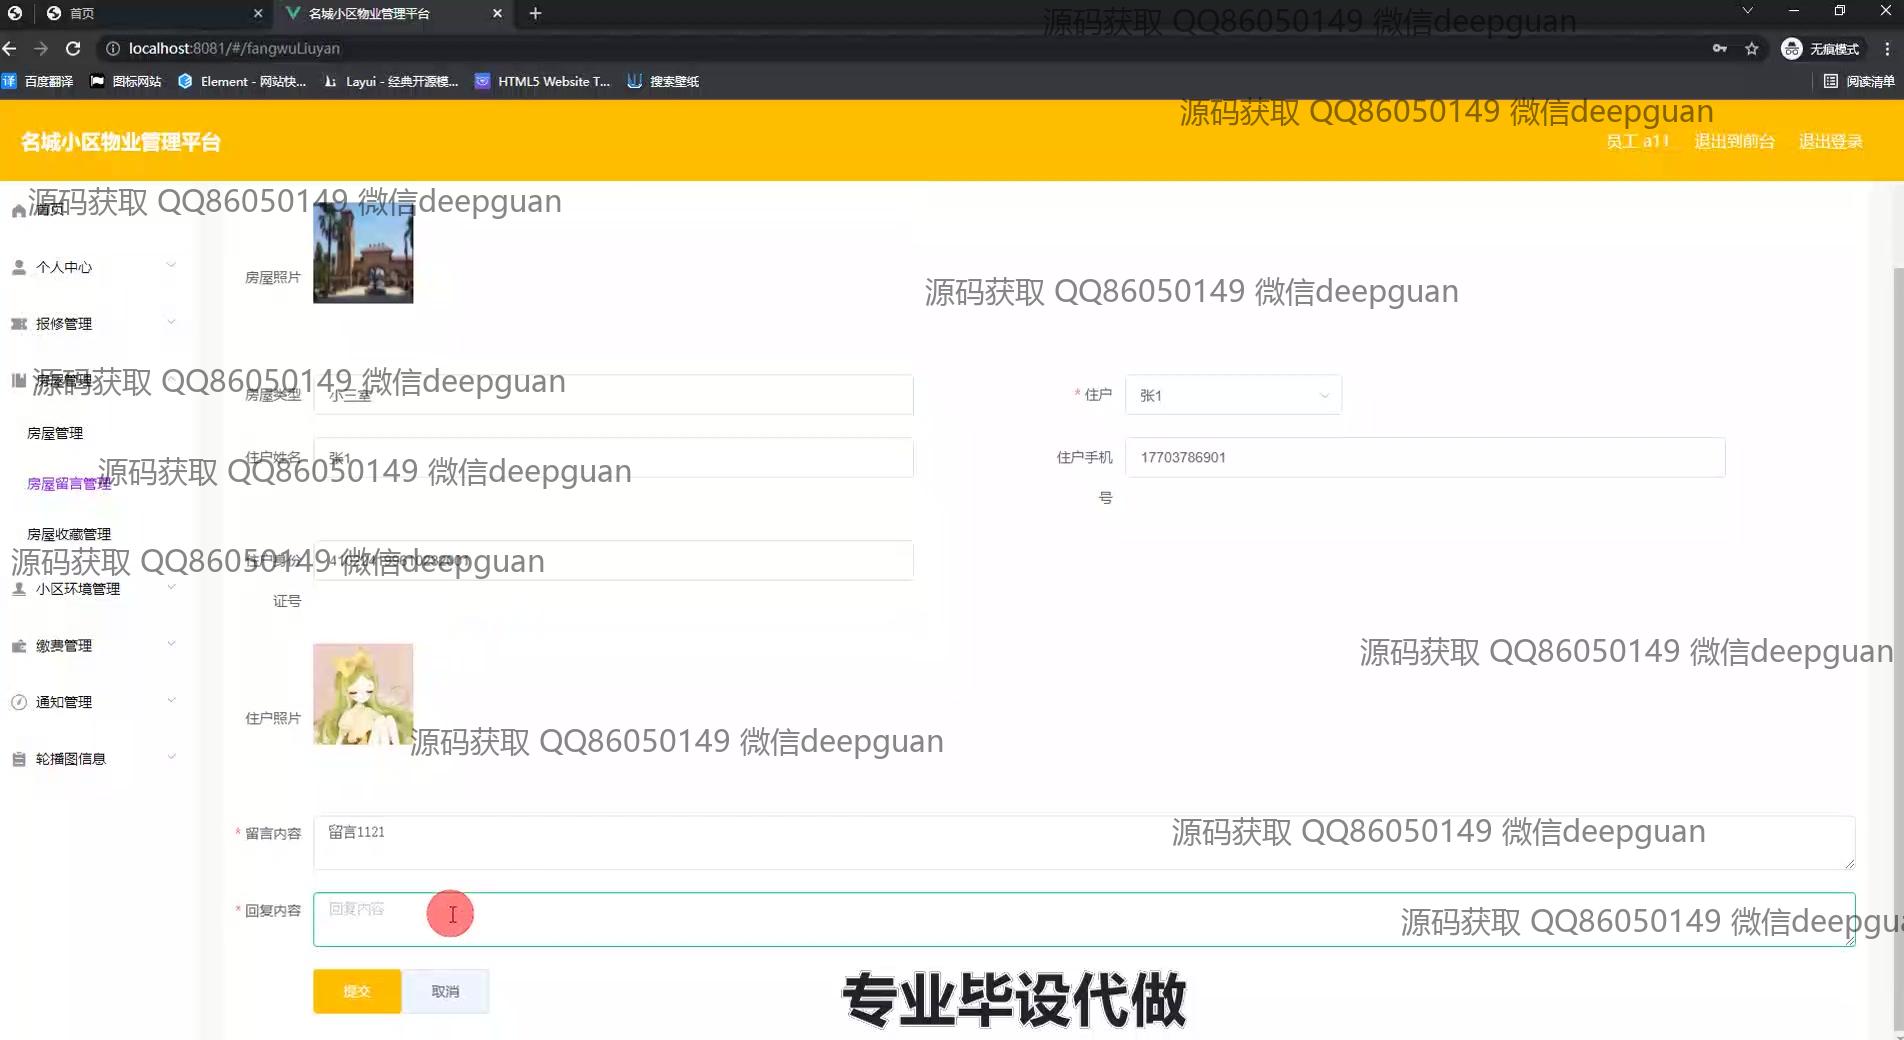 首页
名城小区物业管理平台
源码获取 QQ86050149 微信deepguan
localhost:8081/#/fangwuLiuyan
无痕模式
百度翻译
图标网站
Element - 网站快...
Layui - 经典开源模...
HTML5 Website T...
搜索壁纸
阅读清单
源码获取 QQ86050149 微信deepguan
名城小区物业管理平台
员工 a11
退出到前台
退出登录
源码获取 QQ86050149 微信deepguan
首页
个人中心
房屋照片
源码获取 QQ86050149 微信deepguan
报修管理
源码获取 QQ86050149 微信deepguan
房屋管理
房屋类型
小三室
* 住户
张1
房屋管理
住户姓名
张1
住户手机号
17703786901
源码获取 QQ86050149 微信deepguan
房屋留言管理
房屋收藏管理
源码获取 QQ86050149 微信deepguan
住户身份证号
小区环境管理
缴费管理
源码获取 QQ86050149 微信deepguan
通知管理
住户照片
源码获取 QQ86050149 微信deepguan
轮播图信息
* 留言内容
留言1121
源码获取 QQ86050149 微信deepguan
* 回复内容
回复内容
源码获取 QQ86050149 微信deepgua
提交
取消
专业毕设代做